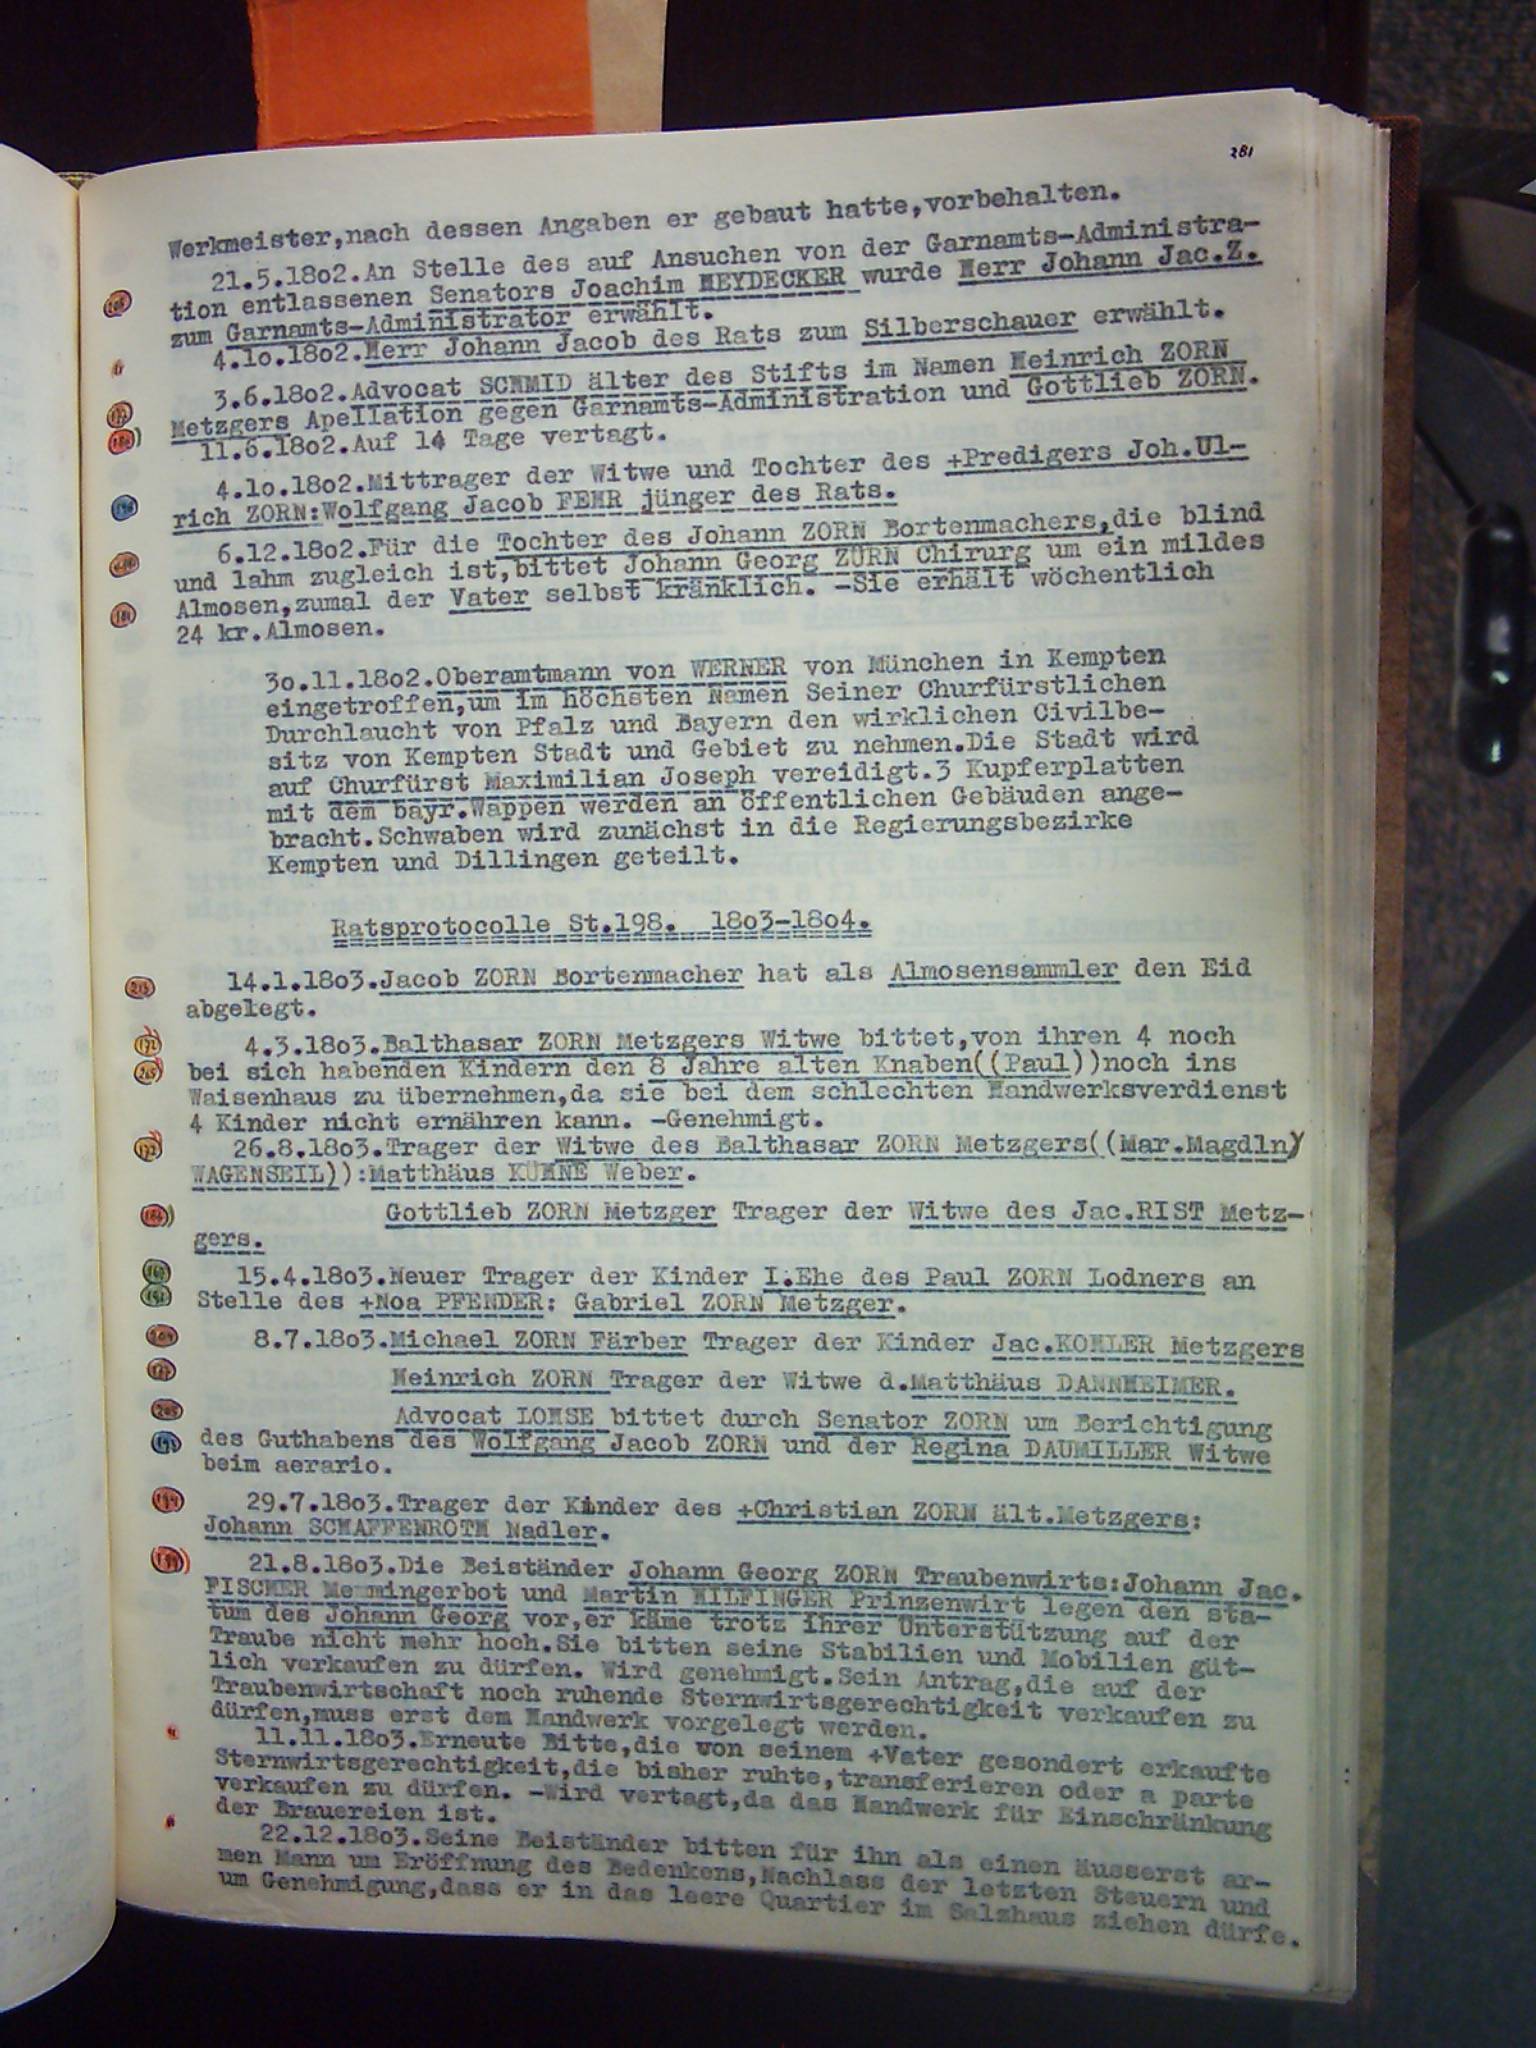 281
Werkmeister,nach dessen Angaben er gebaut hatte,vorbehalten.
21.5.18o2.An Stelle des auf Ansuchen von der Garnamts-Administra-
tion entlassenen Senators Joachim HEYDECKER wurde Herr Johann Jac.Z.
zum Garnamts-Administrator erwählt.
4.1o.18o2.Herr Johann Jacob des Rats zum Silberschauer erwählt.
3.6.18o2.Advocat SCHMID älter des Stifts im Namen Heinrich ZORN
Metzgers Apellation gegen Garnamts-Administration und Gottlieb ZORN.
11.6.18o2.Auf 14 Tage vertagt.
4.1o.18o2.Mittrager der Witwe und Tochter des +Predigers Joh.Ul-
rich ZORN:Wolfgang Jacob FEHR jünger des Rats.
6.12.18o2.Für die Tochter des Johann ZORN Bortenmachers,die blind
und lahm zugleich ist,bittet Johann Georg ZORN Chirurg um ein mildes
Almosen,zumal der Vater selbst kränklich. -Sie erhält wöchentlich
24 kr.Almosen.
3o.11.18o2.Oberamtmann von WERNER von München in Kempten
eingetroffen,um im höchsten Namen Seiner Churfürstlichen
Durchlaucht von Pfalz und Bayern den wirklichen Civilbe-
sitz von Kempten Stadt und Gebiet zu nehmen.Die Stadt wird
auf Churfürst Maximilian Joseph vereidigt.3 Kupferplatten
mit dem bayr.Wappen werden an öffentlichen Gebäuden ange-
bracht.Schwaben wird zunächst in die Regierungsbezirke
Kempten und Dillingen geteilt.
Ratsprotocolle St.198. 18o3-18o4.
213 14.1.18o3.Jacob ZORN Bortenmacher hat als Almosensammler den Eid
abgelegt.
172 4.3.18o3.Balthasar ZORN Metzgers Witwe bittet,von ihren 4 noch
265 bei sich habenden Kindern den 8 Jahre alten Knaben((Paul))noch ins
Waisenhaus zu übernehmen,da sie bei dem schlechten Handwerksverdienst
4 Kinder nicht ernähren kann. -Genehmigt.
172 26.8.18o3.Trager der Witwe des Balthasar ZORN Metzgers((Mar.Magdln)
WAGENSEIL)):Matthäus KÜHNE Weber.
186 Gottlieb ZORN Metzger Trager der Witwe des Jac.RIST Metz-
gers.
15.4.18o3.Neuer Trager der Kinder I.Ehe des Paul ZORN Lodners an
Stelle des +Noa PFENDER: Gabriel ZORN Metzger.
204 8.7.18o3.Michael ZORN Färber Trager der Kinder Jac.KOHLER Metzgers
Heinrich ZORN Trager der Witwe d.Matthäus DANNHEIMER.
205 Advocat LOHSE bittet durch Senator ZORN um Berichtigung
des Guthabens des Wolfgang Jacob ZORN und der Regina DAUMILLER Witwe
beim aerario.
194 29.7.18o3.Trager der Kinder des +Christian ZORN ält.Metzgers:
Johann SCHAFFENROTH Nadler.
21.8.18o3.Die Beiständer Johann Georg ZORN Traubenwirts:Johann Jac.
FISCHER Memmingerbot und Martin HILFINGER Prinzenwirt legen den sta-
tum des Johann Georg vor,er käme trotz ihrer Unterstützung auf der
Traube nicht mehr hoch.Sie bitten seine Stabilien und Mobilien güt-
lich verkaufen zu dürfen. Wird genehmigt.Sein Antrag,die auf der
Traubenwirtschaft noch ruhende Sternwirtsgerechtigkeit verkaufen zu
dürfen,muss erst dem Handwerk vorgelegt werden.
11.11.18o3.Erneute Bitte,die von seinem +Vater gesondert erkaufte
Sternwirtsgerechtigkeit,die bisher ruhte,transferieren oder a parte
verkaufen zu dürfen. -Wird vertagt,da das Handwerk für Einschränkung
der Brauereien ist.
22.12.18o3.Seine Beiständer bitten für ihn als einen äusserst ar-
men Mann um Eröffnung des Bedenkens,Nachlass der letzten Steuern und
um Genehmigung,dass er in das leere Quartier im Salzhaus ziehen dürfe.